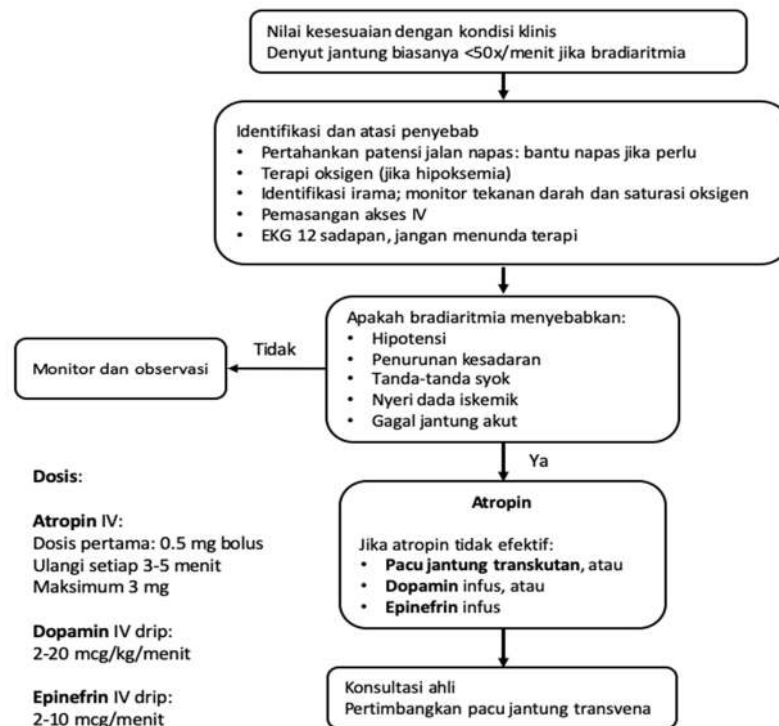 Nilai kesesuaian dengan kondisi klinis
Denyut jantung biasanya <50x/menit jika bradiaritmia
Identifikasi dan atasi penyebab
• Pertahankan patensi jalan napas: bantu napas jika perlu
• Terapi oksigen (jika hipoksemia)
• Identifikasi irama; monitor tekanan darah dan saturasi oksigen
• Pemasangan akses IV
• EKG 12 sadapan, jangan menunda terapi
Apakah bradiaritmia menyebabkan:
• Hipotensi
• Penurunan kesadaran
• Tanda-tanda syok
• Nyeri dada iskemik
• Gagal jantung akut
Tidak
Monitor dan observasi
Ya
Atropin
Jika atropin tidak efektif:
• Pacu jantung transkutan, atau
• Dopamin infus, atau
• Epinefrin infus
Konsultasi ahli
Pertimbangkan pacu jantung transvena
Dosis:
Atropin IV:
Dosis pertama: 0.5 mg bolus
Ulangi setiap 3-5 menit
Maksimum 3 mg
Dopamin IV drip:
2-20 mcg/kg/menit
Epinefrin IV drip:
2-10 mcg/menit